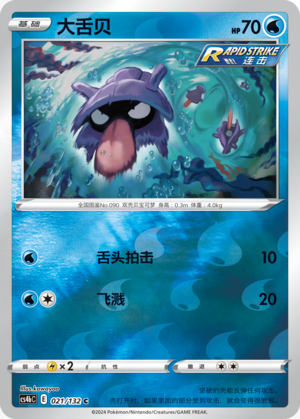 基础 大舌贝 HP70
RAPID STRIKE
连击
全国图鉴No.090 双壳贝宝可梦 身高：0.3m 体重：4.0kg
舌头拍击 10
飞溅 20
弱点 ×2 抵抗力 撤退
illus.kawayoo
cs4bC E 021/132 C
©2024 Pokémon/Nintendo/Creatures/GAME FREAK.